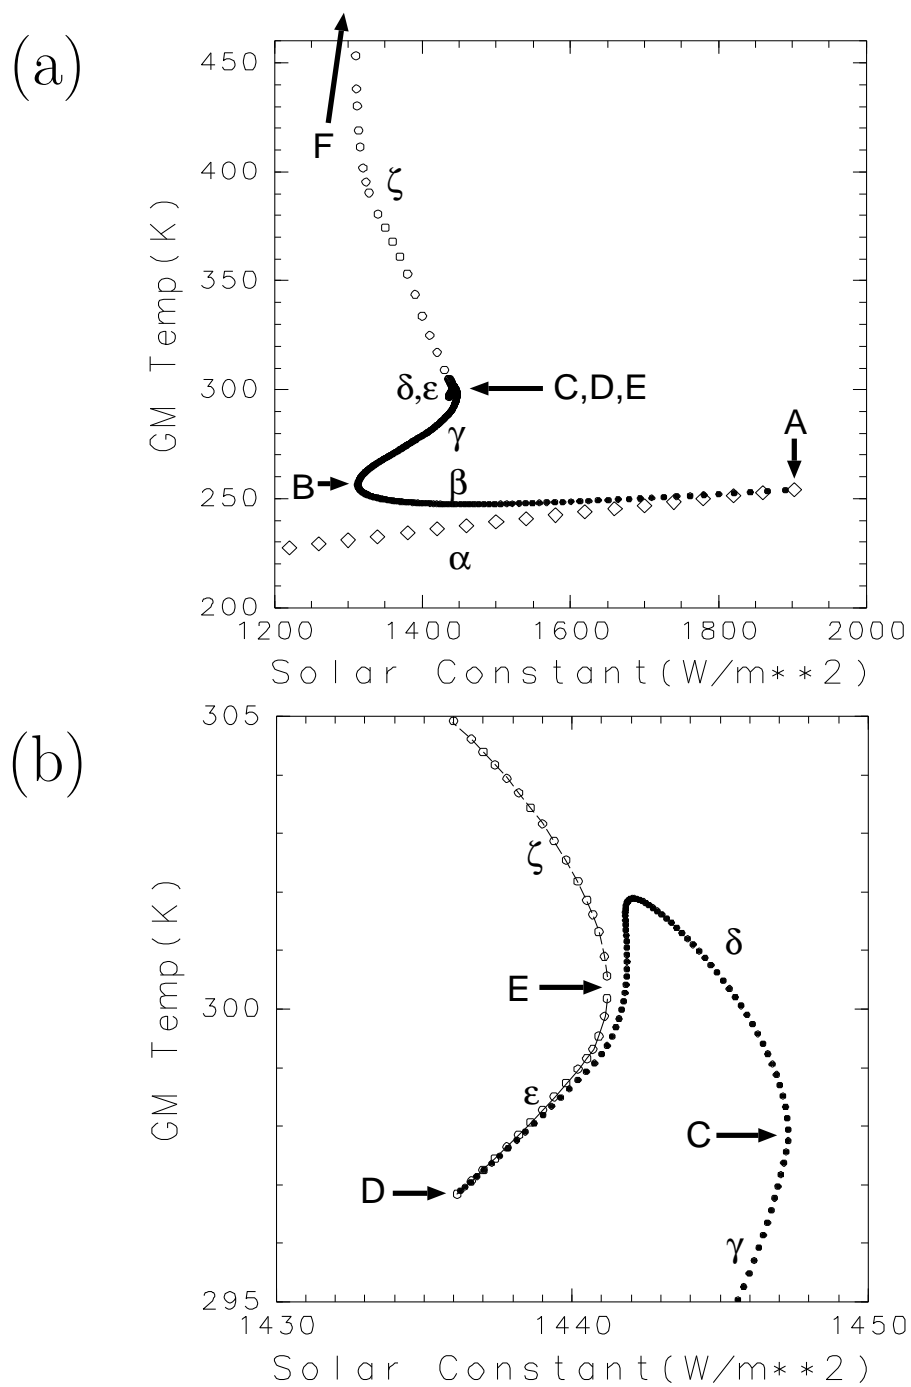 (a)
450
400
350
300
250
200
GM Temp(K)
F
ζ
δ,ε
C,D,E
γ
A
B
β
α
1200 1400 1600 1800 2000
Solar Constant(W/m**2)
(b)
305
300
295
GM Temp(K)
ζ
δ
E
ε
C
D
γ
1430 1440 1450
Solar Constant(W/m**2)